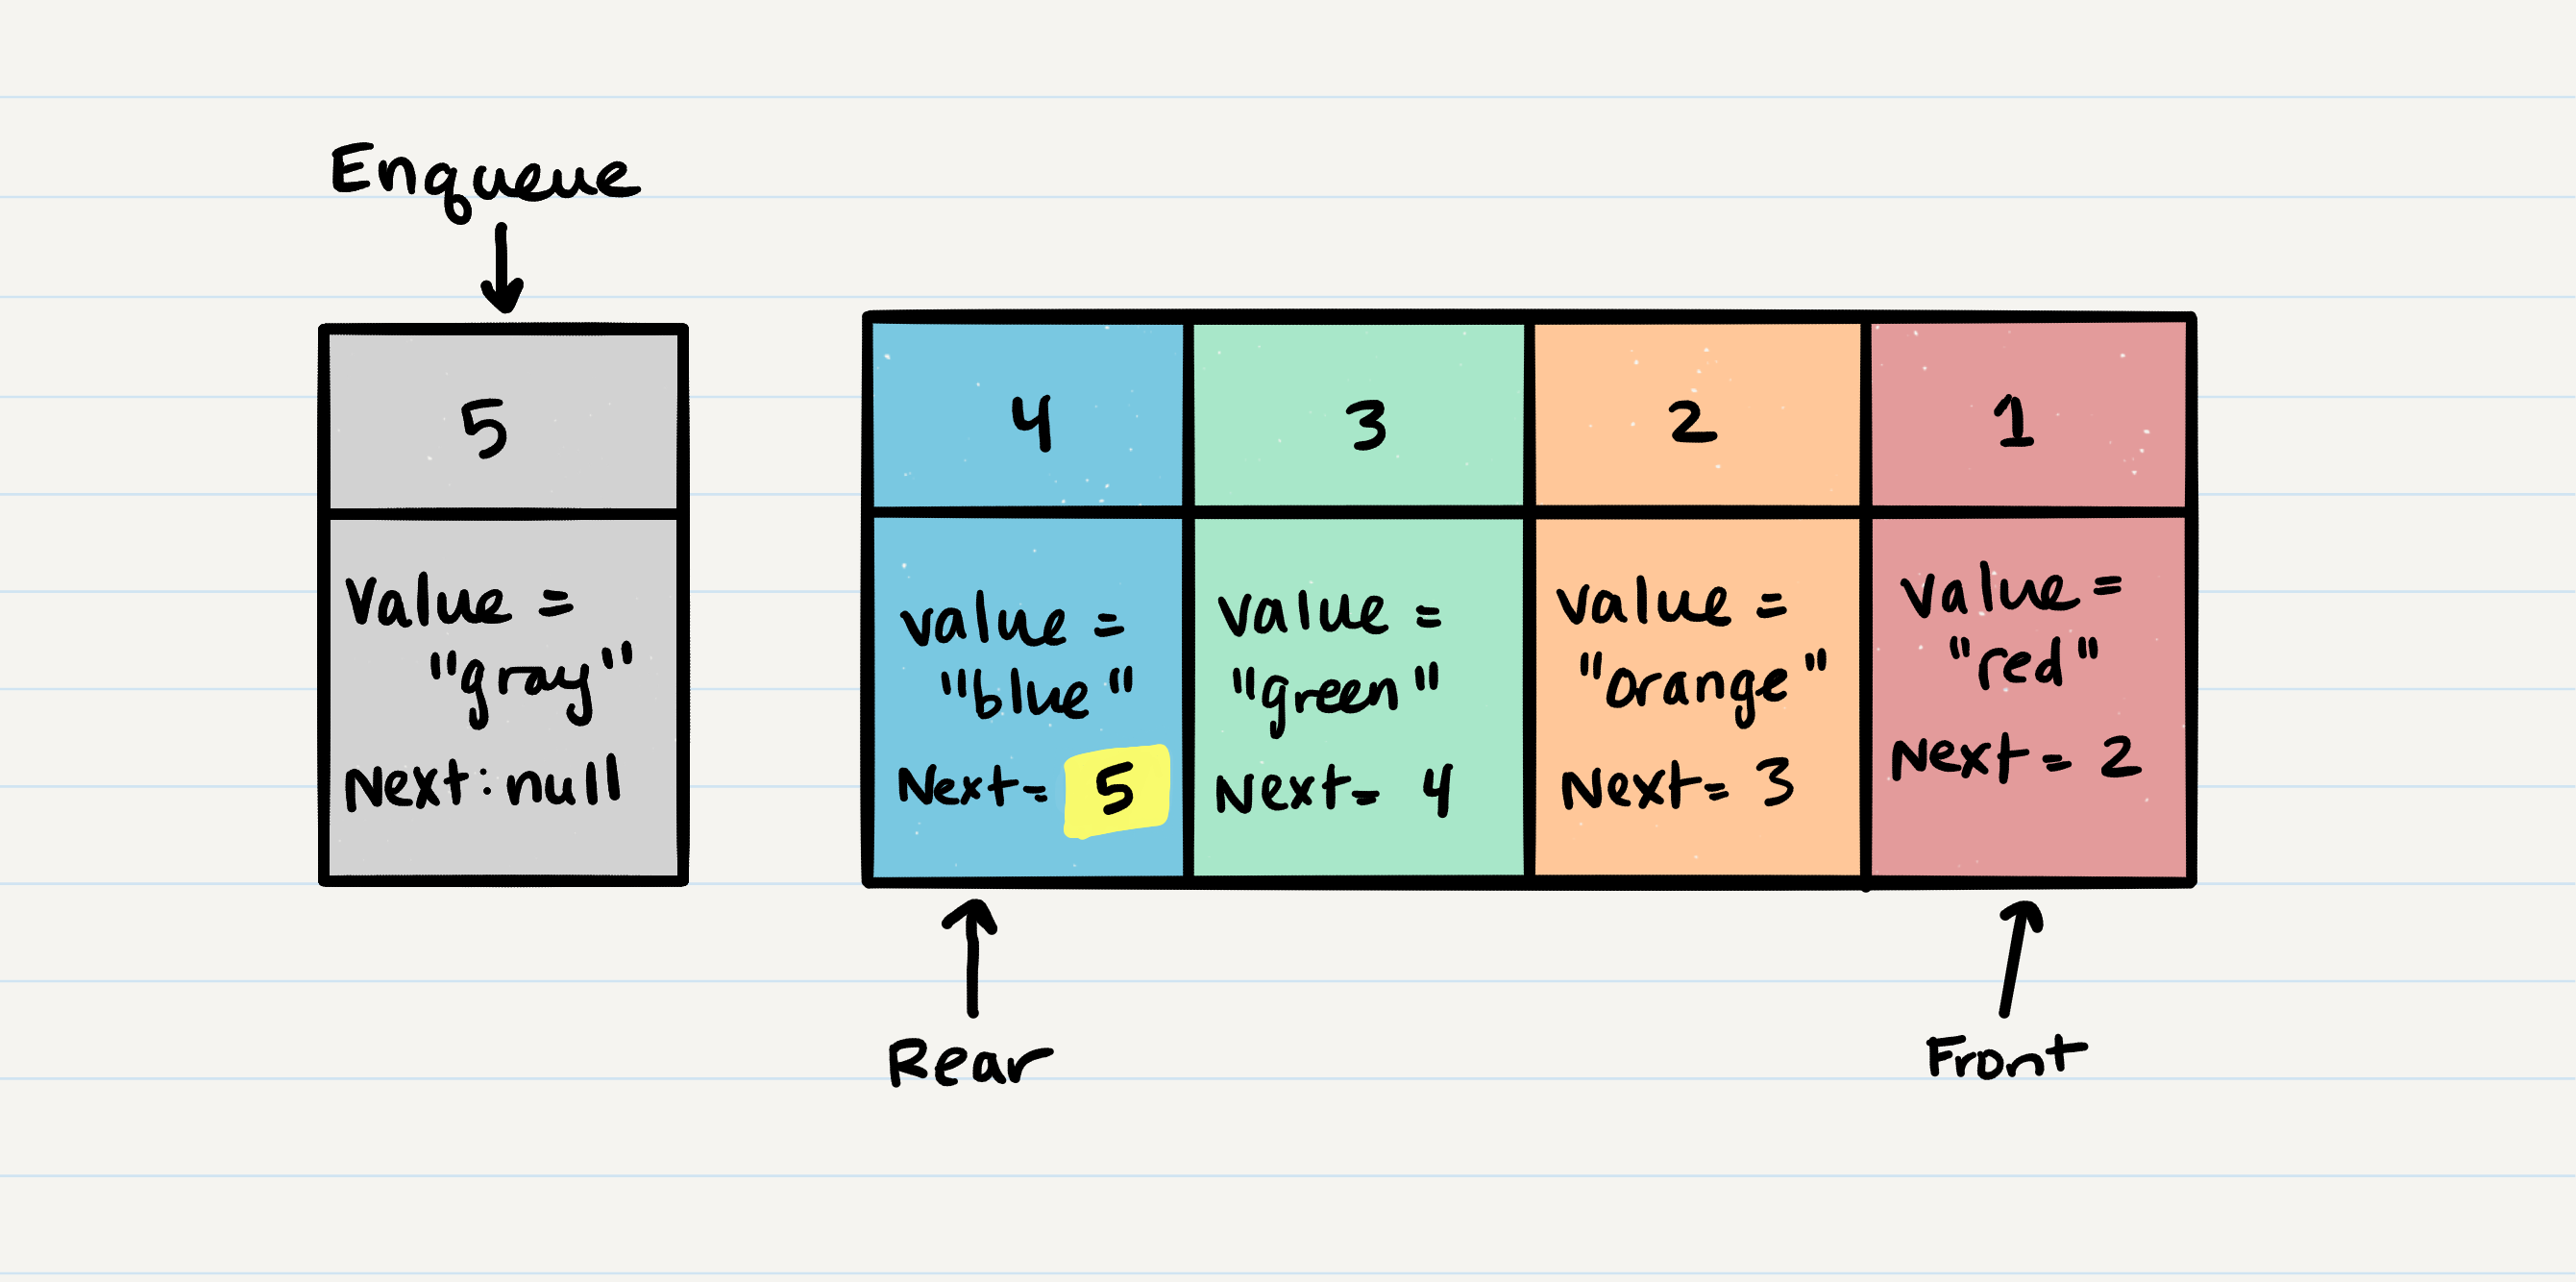 Enqueue
5
Value =
"gray"
Next: null
4
value =
"blue"
Next= 5
3
value =
"green"
Next= 4
2
value =
"orange"
Next= 3
1
value =
"red"
Next= 2
Rear
Front